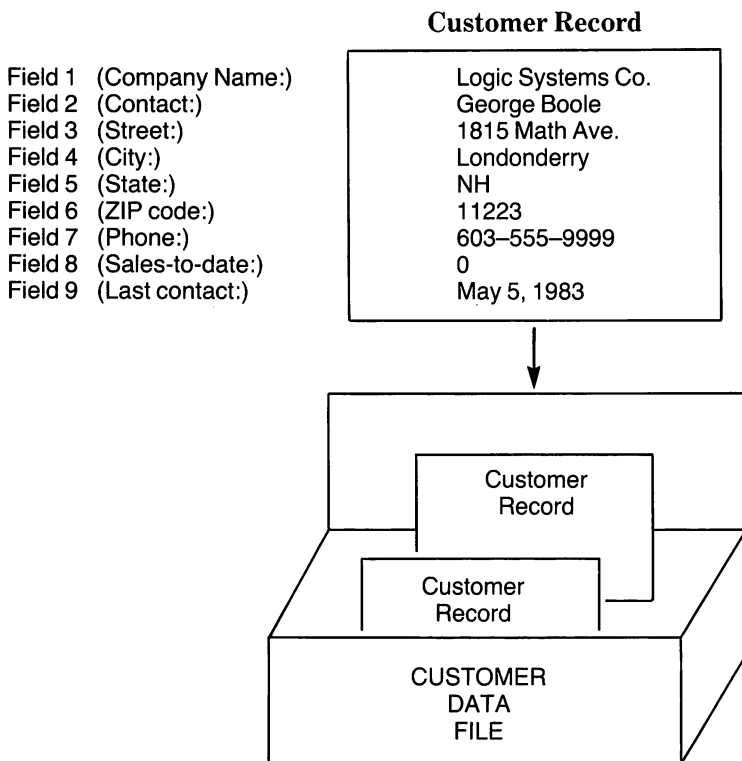 Customer Record
Field 1 (Company Name:) Logic Systems Co.
Field 2 (Contact:) George Boole
Field 3 (Street:) 1815 Math Ave.
Field 4 (City:) Londonderry
Field 5 (State:) NH
Field 6 (ZIP code:) 11223
Field 7 (Phone:) 603–555–9999
Field 8 (Sales-to-date:) 0
Field 9 (Last contact:) May 5, 1983
Customer
Record
Customer
Record
CUSTOMER
DATA
FILE